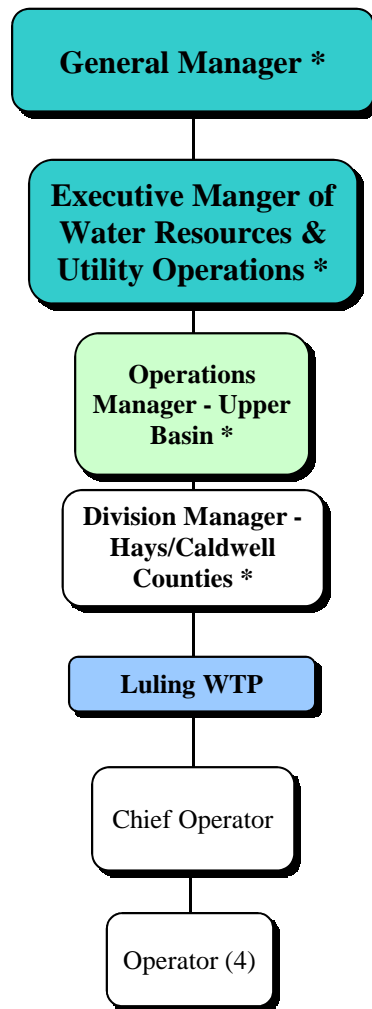 General Manager *
Executive Manger of
Water Resources &
Utility Operations *
Operations
Manager - Upper
Basin *
Division Manager -
Hays/Caldwell
Counties *
Luling WTP
Chief Operator
Operator (4)